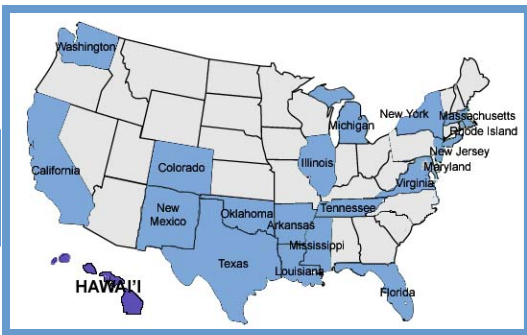 Washington
Michigan
New York
Massachusetts
Rhode Island
New Jersey
Maryland
Illinois
California
Colorado
Virginia
New
Mexico
Oklahoma
Tennessee
Arkansas
Mississippi
Texas
Louisiana
Florida
HAWAI'I